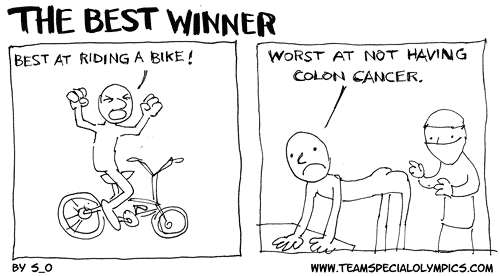 THE BEST WINNER
BEST AT RIDING A BIKE!
WORST AT NOT HAVING
COLON CANCER.
BY S_O
WWW.TEAMSPECIALOLYMPICS.COM